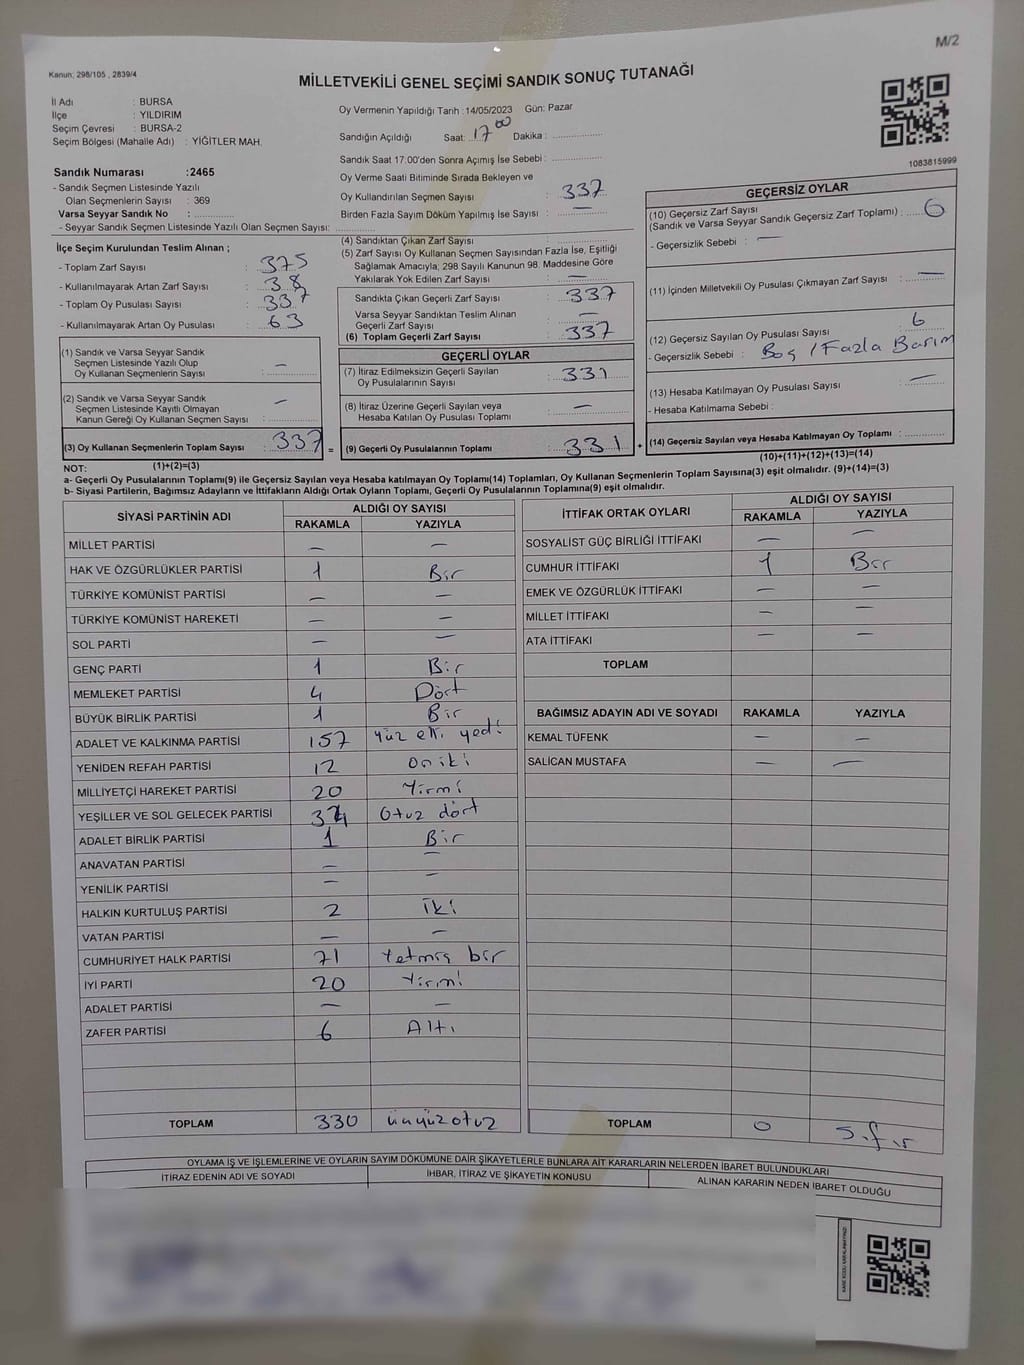 M/2
Kanun; 298/105 , 2839/4
MİLLETVEKİLİ GENEL SEÇİMİ SANDIK SONUÇ TUTANAĞI
İl Adı : BURSA
İlçe : YILDIRIM
Seçim Çevresi : BURSA-2
Seçim Bölgesi (Mahalle Adı) : YİĞİTLER MAH.
Oy Vermenin Yapıldığı Tarih :14/05/2023 Gün: Pazar
Sandığın Açıldığı Saat: 17 00 Dakika :
Sandık Saat 17:00'den Sonra Açımış İse Sebebi :
1083815999
Sandık Numarası :2465
- Sandık Seçmen Listesinde Yazılı
Olan Seçmenlerin Sayısı : 369
Varsa Seyyar Sandık No :
- Seyyar Sandık Seçmen Listesinde Yazılı Olan Seçmen Sayısı:
Oy Verme Saati Bitiminde Sırada Bekleyen ve
Oy Kullandırılan Seçmen Sayısı : 337
Birden Fazla Sayım Döküm Yapılmış İse Sayısı : —
İlçe Seçim Kurulundan Teslim Alınan ;
- Toplam Zarf Sayısı : 375
- Kullanılmayarak Artan Zarf Sayısı : 38
- Toplam Oy Pusulası Sayısı : 337
- Kullanılmayarak Artan Oy Pusulası : 63
(4) Sandıktan Çıkan Zarf Sayısı :
(5) Zarf Sayısı Oy Kullanan Seçmen Sayısından Fazla İse, Eşitliği
Sağlamak Amacıyla, 298 Sayılı Kanunun 98. Maddesine Göre
Yakılarak Yok Edilen Zarf Sayısı : —
Sandıkta Çıkan Geçerli Zarf Sayısı : 337
Varsa Seyyar Sandıktan Teslim Alınan
Geçerli Zarf Sayısı : —
(6) Toplam Geçerli Zarf Sayısı : 337
GEÇERSİZ OYLAR
(10) Geçersiz Zarf Sayısı
(Sandık ve Varsa Seyyar Sandık Geçersiz Zarf Toplamı) : 6
- Geçersizlik Sebebi : —
(11) İçinden Milletvekili Oy Pusulası Çıkmayan Zarf Sayısı : —
(12) Geçersiz Sayılan Oy Pusulası Sayısı : 6
- Geçersizlik Sebebi : Boş / Fazla Barım
(13) Hesaba Katılmayan Oy Pusulası Sayısı : —
- Hesaba Katılmama Sebebi :
(14) Geçersiz Sayılan veya Hesaba Katılmayan Oy Toplamı :
(10)+(11)+(12)+(13)=(14)
(1) Sandık ve Varsa Seyyar Sandık
Seçmen Listesinde Yazılı Olup
Oy Kullanan Seçmenlerin Sayısı : —
(2) Sandık ve Varsa Seyyar Sandık
Seçmen Listesinde Kayıtlı Olmayan
Kanun Gereği Oy Kullanan Seçmen Sayısı : —
(3) Oy Kullanan Seçmenlerin Toplam Sayısı : 337 =
(1)+(2)=(3)
GEÇERLİ OYLAR
(7) İtiraz Edilmeksizin Geçerli Sayılan
Oy Pusulalarının Sayısı : 331
(8) İtiraz Üzerine Geçerli Sayılan veya
Hesaba Katılan Oy Pusulası Toplamı : —
(9) Geçerli Oy Pusulalarının Toplamı : 331 +
NOT:
a- Geçerli Oy Pusulalarının Toplamı(9) ile Geçersiz Sayılan veya Hesaba katılmayan Oy Toplamı(14) Toplamları, Oy Kullanan Seçmenlerin Toplam Sayısına(3) eşit olmalıdır. (9)+(14)=(3)
b- Siyasi Partilerin, Bağımsız Adayların ve İttifakların Aldığı Ortak Oyların Toplamı, Geçerli Oy Pusulalarının Toplamına(9) eşit olmalıdır.
SİYASİ PARTİNİN ADI ALDIĞI OY SAYISI
RAKAMLA YAZIYLA
MİLLET PARTİSİ — —
HAK VE ÖZGÜRLÜKLER PARTİSİ 1 Bir
TÜRKİYE KOMÜNİST PARTİSİ — —
TÜRKİYE KOMÜNİST HAREKETİ — —
SOL PARTİ — —
GENÇ PARTİ 1 Bir
MEMLEKET PARTİSİ 4 Dört
BÜYÜK BİRLİK PARTİSİ 1 Bir
ADALET VE KALKINMA PARTİSİ 157 Yüz elli yedi
YENİDEN REFAH PARTİSİ 12 on iki
MİLLİYETÇİ HAREKET PARTİSİ 20 Yirmi
YEŞİLLER VE SOL GELECEK PARTİSİ 34 Otuz dört
ADALET BİRLİK PARTİSİ 1 Bir
ANAVATAN PARTİSİ — —
YENİLİK PARTİSİ — —
HALKIN KURTULUŞ PARTİSİ 2 İki
VATAN PARTİSİ — —
CUMHURİYET HALK PARTİSİ 71 Yetmiş bir
İYİ PARTİ 20 Yirmi
ADALET PARTİSİ — —
ZAFER PARTİSİ 6 Altı
TOPLAM 330 üçyüzotuz
İTTİFAK ORTAK OYLARI ALDIĞI OY SAYISI
RAKAMLA YAZIYLA
SOSYALİST GÜÇ BİRLİĞİ İTTİFAKI — —
CUMHUR İTTİFAKI 1 Bir
EMEK VE ÖZGÜRLÜK İTTİFAKI — —
MİLLET İTTİFAKI — —
ATA İTTİFAKI — —
TOPLAM
BAĞIMSIZ ADAYIN ADI VE SOYADI RAKAMLA YAZIYLA
KEMAL TÜFENK — —
SALİCAN MUSTAFA — —
TOPLAM 0 Sıfır
OYLAMA İŞ VE İŞLEMLERİNE VE OYLARIN SAYIM DÖKÜMÜNE DAİR ŞİKAYETLERLE BUNLARA AİT KARARLARIN NELERDEN İBARET BULUNDUKLARI
İTİRAZ EDENİN ADI VE SOYADI İHBAR, İTİRAZ VE ŞİKAYETİN KONUSU ALINAN KARARIN NEDEN İBARET OLDUĞU